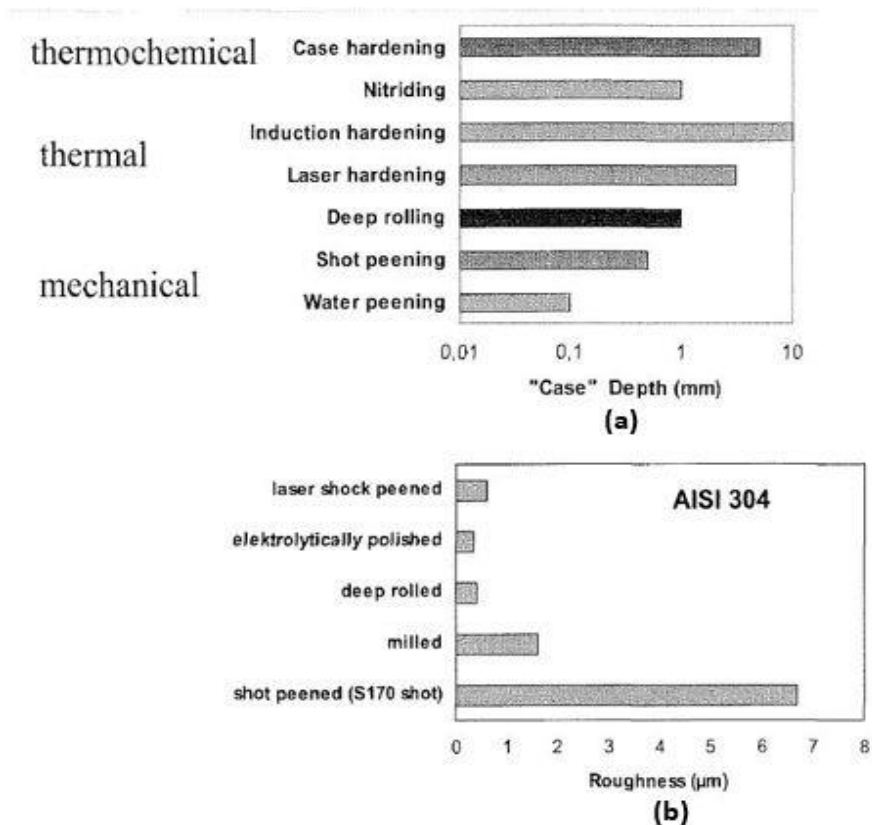 thermochemical
Case hardening
Nitriding
thermal
Induction hardening
Laser hardening
mechanical
Deep rolling
Shot peening
Water peening
0,01 0,1 1 10
"Case" Depth (mm)
(a)
AISI 304
laser shock peened
elektrolytically polished
deep rolled
milled
shot peened (S170 shot)
0 1 2 3 4 5 6 7 8
Roughness (µm)
(b)